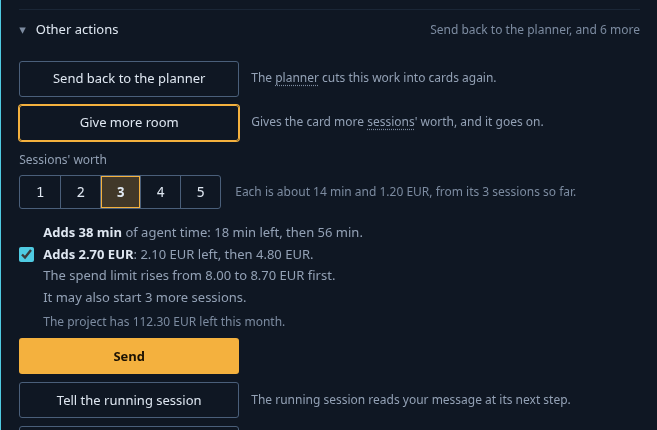 ▾ Other actions Send back to the planner, and 6 more
Send back to the planner The planner cuts this work into cards again.
Give more room Gives the card more sessions' worth, and it goes on.
Sessions' worth
1 2 3 4 5 Each is about 14 min and 1.20 EUR, from its 3 sessions so far.
Adds 38 min of agent time: 18 min left, then 56 min.
Adds 2.70 EUR: 2.10 EUR left, then 4.80 EUR.
The spend limit rises from 8.00 to 8.70 EUR first.
It may also start 3 more sessions.
The project has 112.30 EUR left this month.
Send
Tell the running session The running session reads your message at its next step.